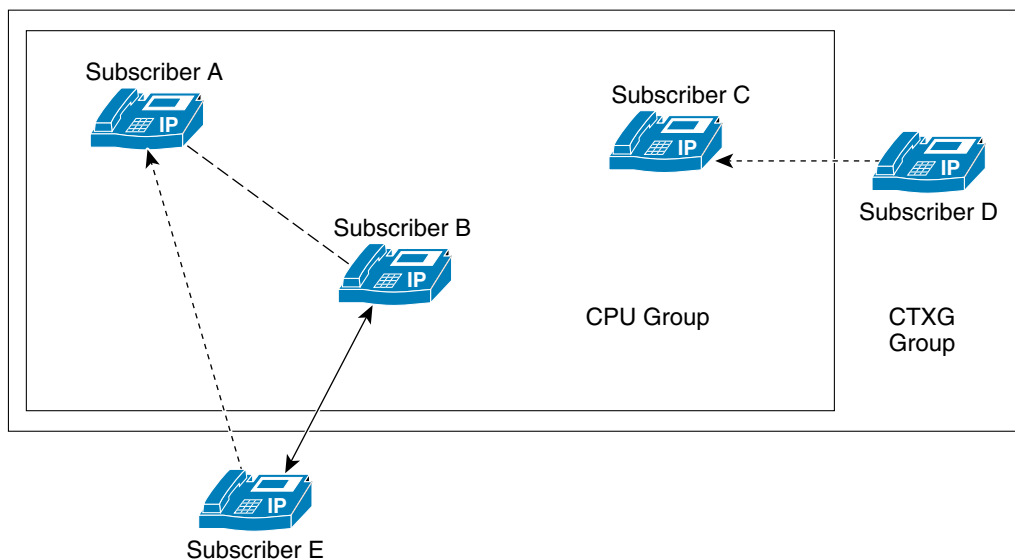 Subscriber A
IP
Subscriber C
IP
IP
Subscriber D
Subscriber B
IP
CPU Group
CTXG
Group
IP
Subscriber E